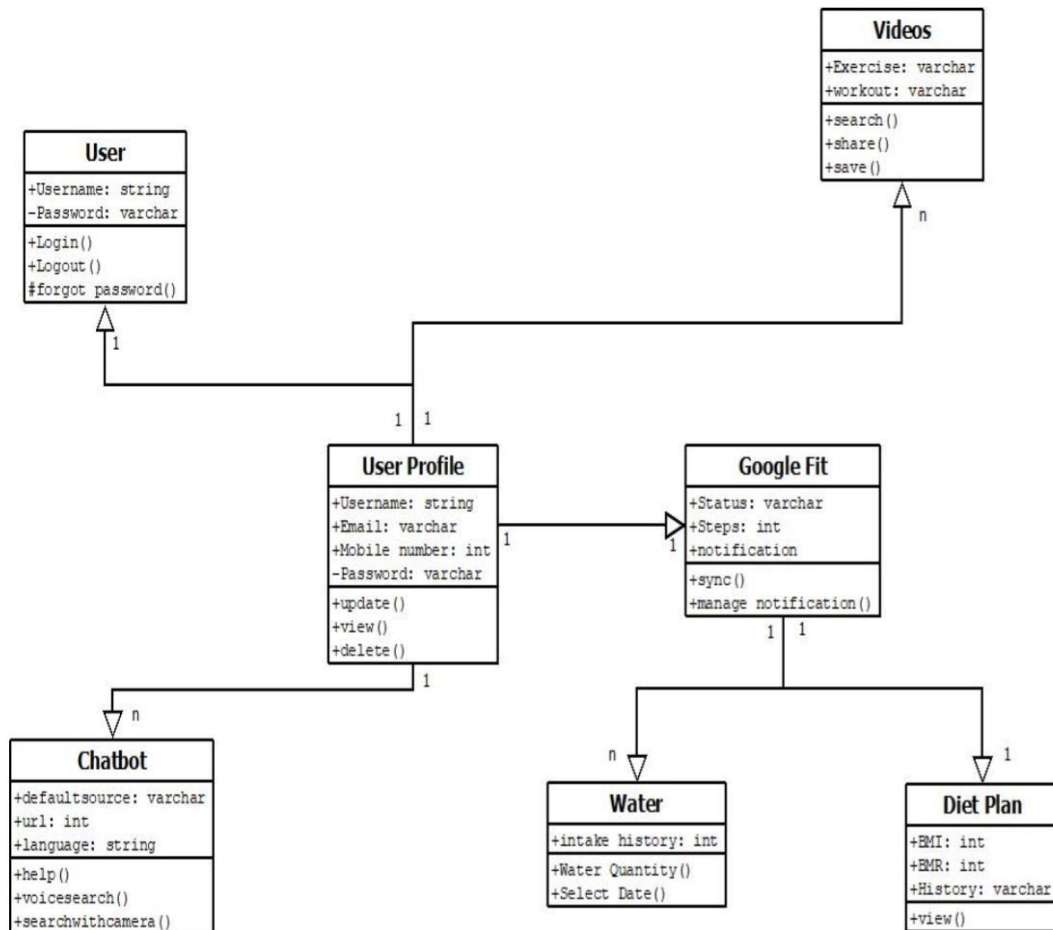 Videos
+Exercise: varchar
+workout: varchar
+search()
+share()
+save()
n
User
+Username: string
-Password: varchar
+Login()
+Logout()
#forgot password()
1
1 1
User Profile
+Username: string
+Email: varchar
+Mobile number: int
-Password: varchar
+update()
+view()
+delete()
1
1
1
Google Fit
+Status: varchar
+Steps: int
+notification
+sync()
+manage notification()
1 1
n
Chatbot
+defaultsource: varchar
+url: int
+language: string
+help()
+voicesearch()
+searchwithcamera()
n
Water
+intake history: int
+Water Quantity()
+Select Date()
1
Diet Plan
+BMI: int
+BMR: int
+History: varchar
+view()